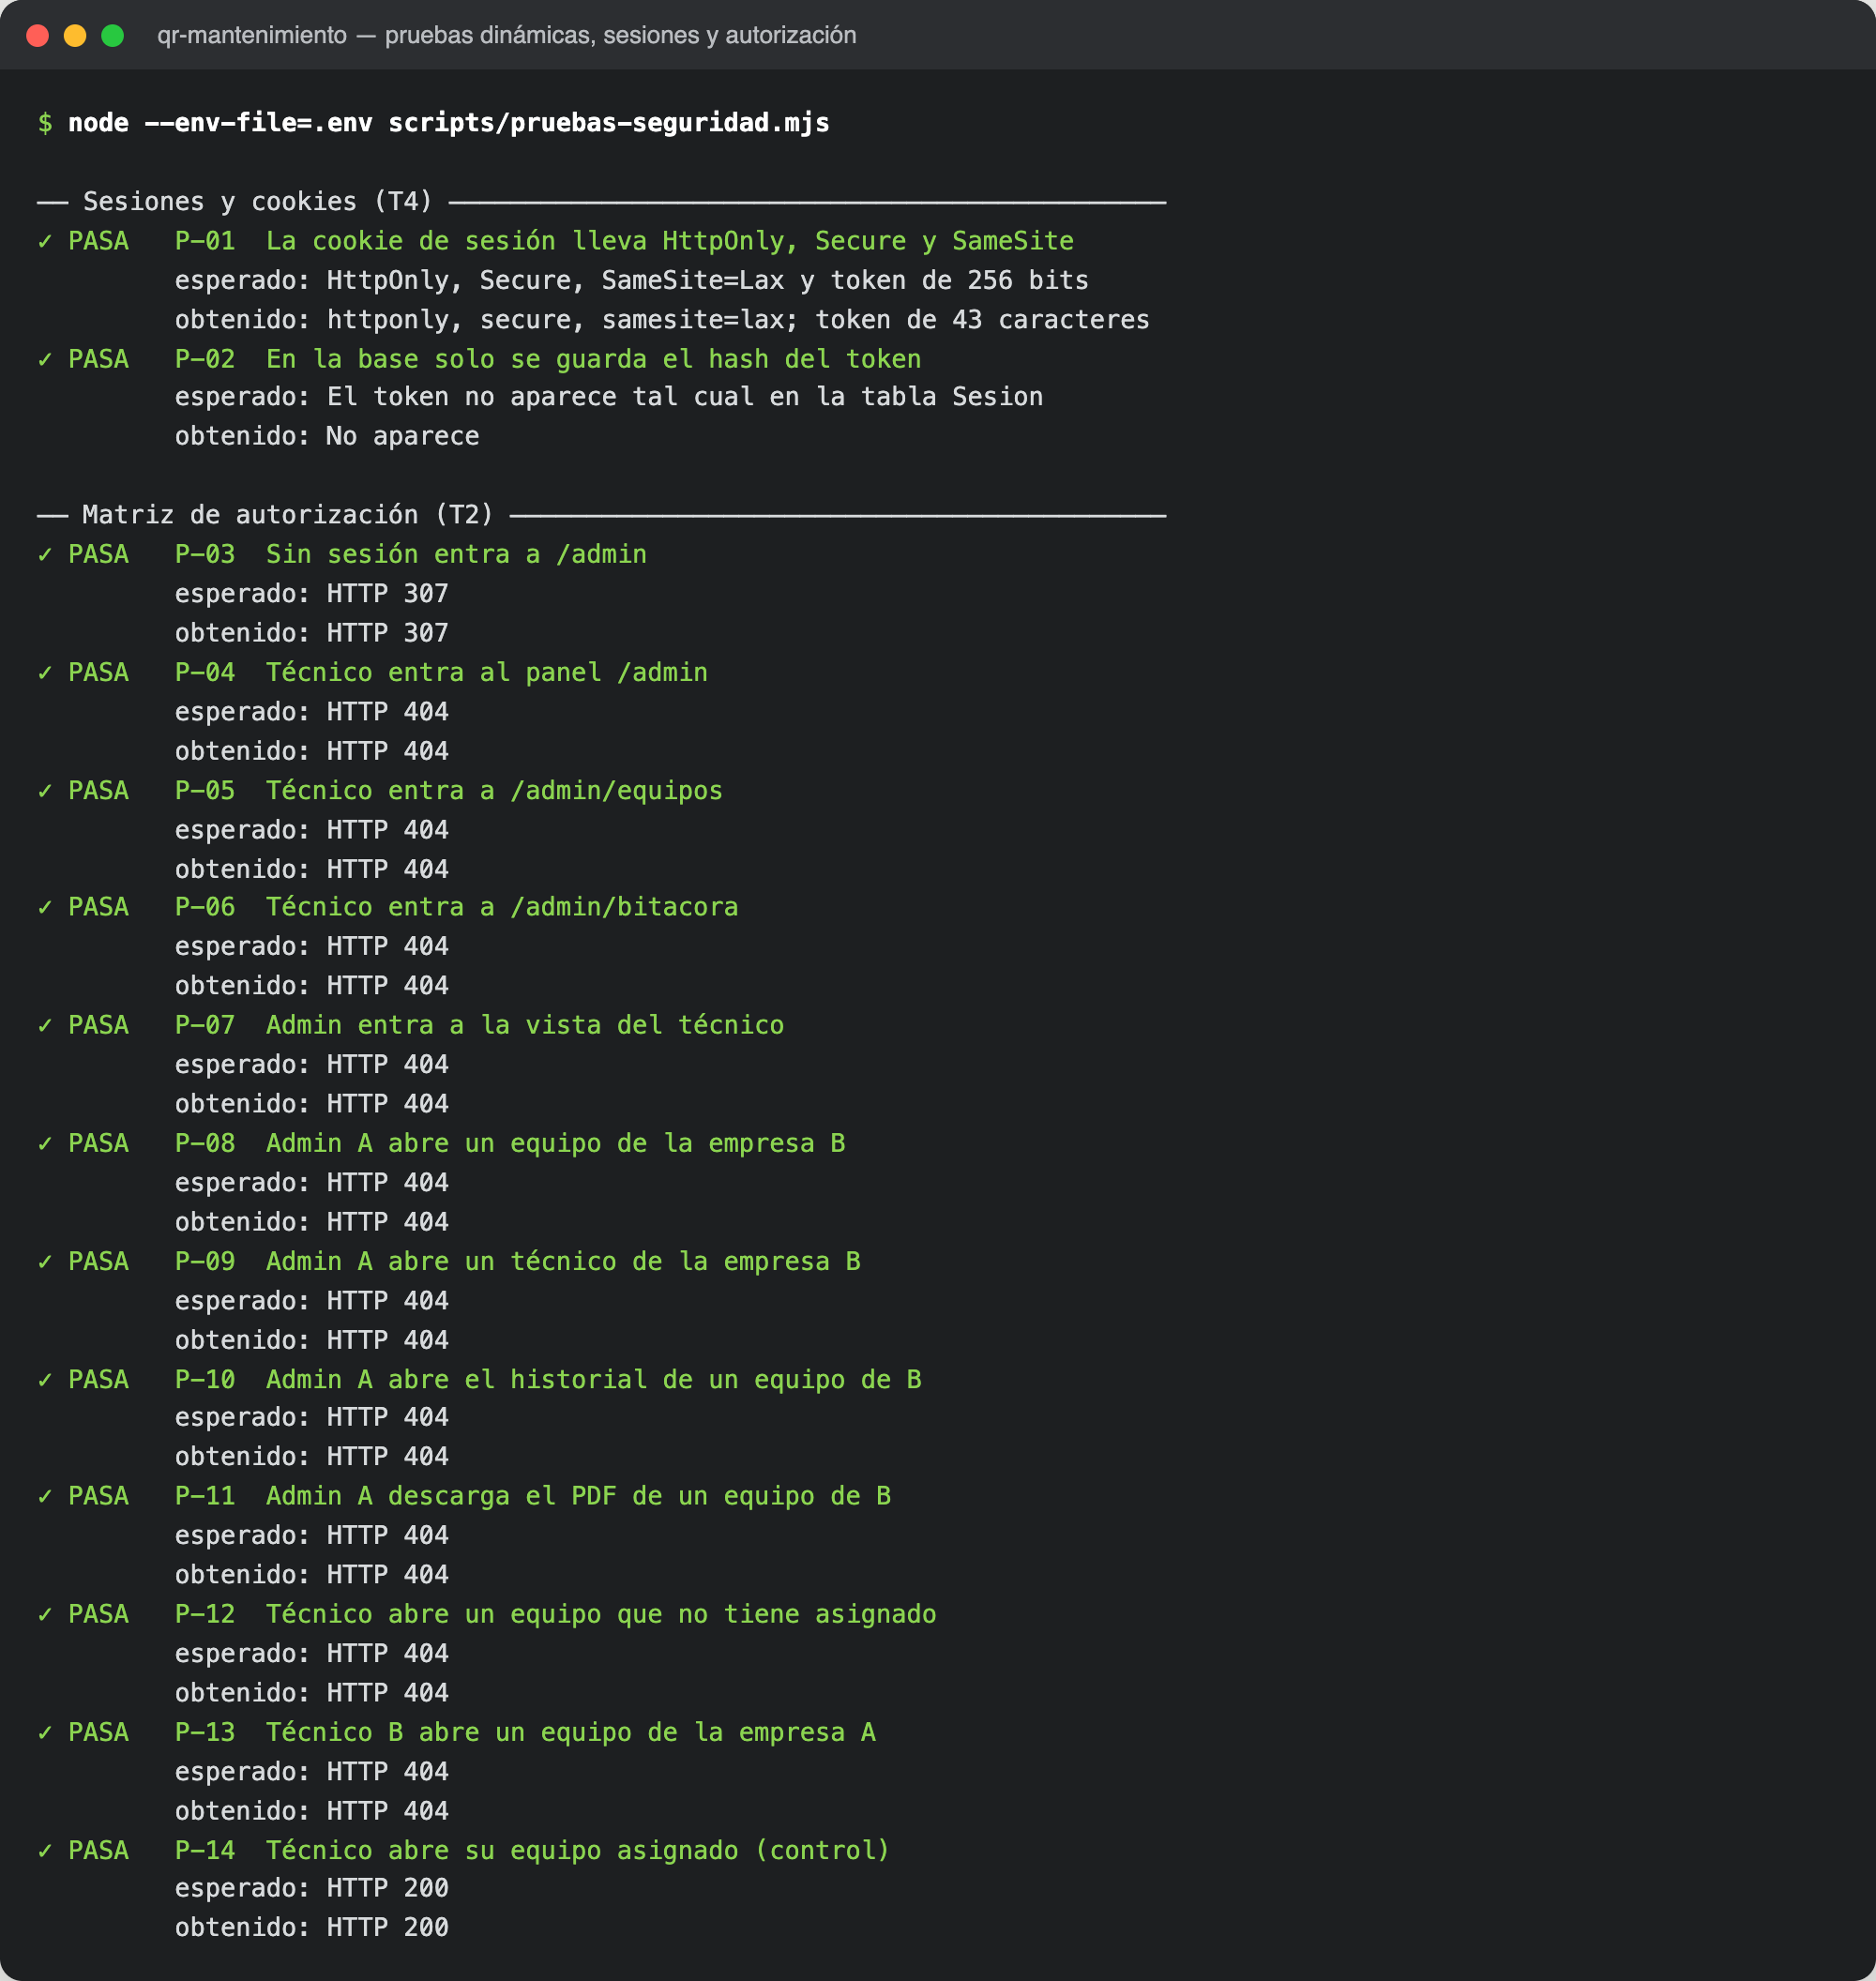 qr-mantenimiento — pruebas dinámicas, sesiones y autorización
$ node --env-file=.env scripts/pruebas-seguridad.mjs
── Sesiones y cookies (T4) ───────────────────────────────────────────────
✓ PASA   P-01  La cookie de sesión lleva HttpOnly, Secure y SameSite
esperado: HttpOnly, Secure, SameSite=Lax y token de 256 bits
obtenido: httponly, secure, samesite=lax; token de 43 caracteres
✓ PASA   P-02  En la base solo se guarda el hash del token
esperado: El token no aparece tal cual en la tabla Sesion
obtenido: No aparece
── Matriz de autorización (T2) ───────────────────────────────────────────
✓ PASA   P-03  Sin sesión entra a /admin
esperado: HTTP 307
obtenido: HTTP 307
✓ PASA   P-04  Técnico entra al panel /admin
esperado: HTTP 404
obtenido: HTTP 404
✓ PASA   P-05  Técnico entra a /admin/equipos
esperado: HTTP 404
obtenido: HTTP 404
✓ PASA   P-06  Técnico entra a /admin/bitacora
esperado: HTTP 404
obtenido: HTTP 404
✓ PASA   P-07  Admin entra a la vista del técnico
esperado: HTTP 404
obtenido: HTTP 404
✓ PASA   P-08  Admin A abre un equipo de la empresa B
esperado: HTTP 404
obtenido: HTTP 404
✓ PASA   P-09  Admin A abre un técnico de la empresa B
esperado: HTTP 404
obtenido: HTTP 404
✓ PASA   P-10  Admin A abre el historial de un equipo de B
esperado: HTTP 404
obtenido: HTTP 404
✓ PASA   P-11  Admin A descarga el PDF de un equipo de B
esperado: HTTP 404
obtenido: HTTP 404
✓ PASA   P-12  Técnico abre un equipo que no tiene asignado
esperado: HTTP 404
obtenido: HTTP 404
✓ PASA   P-13  Técnico B abre un equipo de la empresa A
esperado: HTTP 404
obtenido: HTTP 404
✓ PASA   P-14  Técnico abre su equipo asignado (control)
esperado: HTTP 200
obtenido: HTTP 200